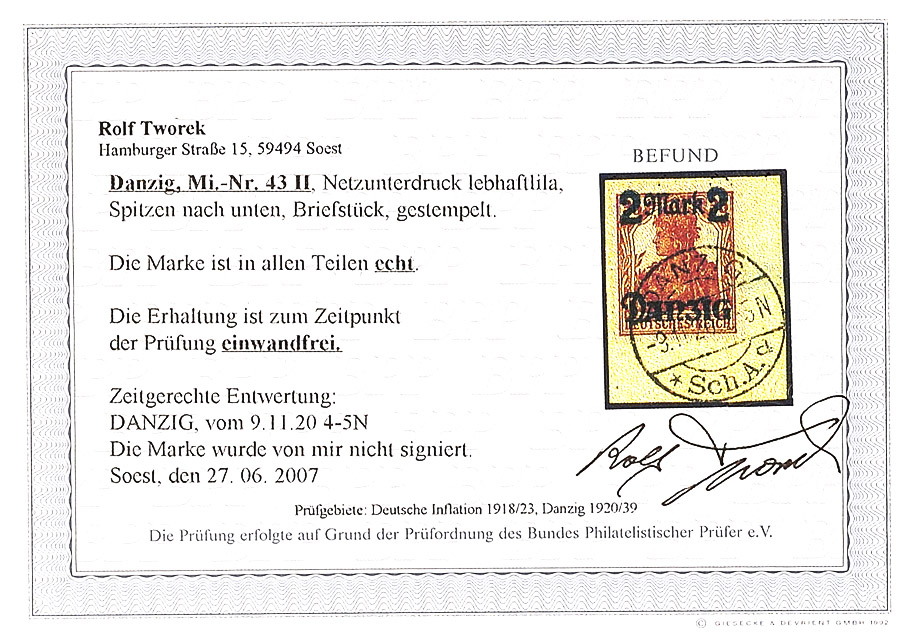 Rolf Tworek
Hamburger Straße 15, 59494 Soest
BEFUND
Danzig, Mi.-Nr. 43 II, Netzunterdruck lebhaftlila,
Spitzen nach unten, Briefstück, gestempelt.
Die Marke ist in allen Teilen echt.
Die Erhaltung ist zum Zeitpunkt
der Prüfung einwandfrei.
Zeitgerechte Entwertung:
DANZIG, vom 9.11.20 4-5N
Die Marke wurde von mir nicht signiert.
Soest, den 27. 06. 2007
2 Mark 2
Danzig
DEUTSCHES REICH
DANZIG
5N
* Sch.A.d
Rolf Tworek
Prüfgebiete: Deutsche Inflation 1918/23, Danzig 1920/39
Die Prüfung erfolgte auf Grund der Prüfordnung des Bundes Philatelistischer Prüfer e.V.
© GIESECKE & DEVRIENT GMBH 1992